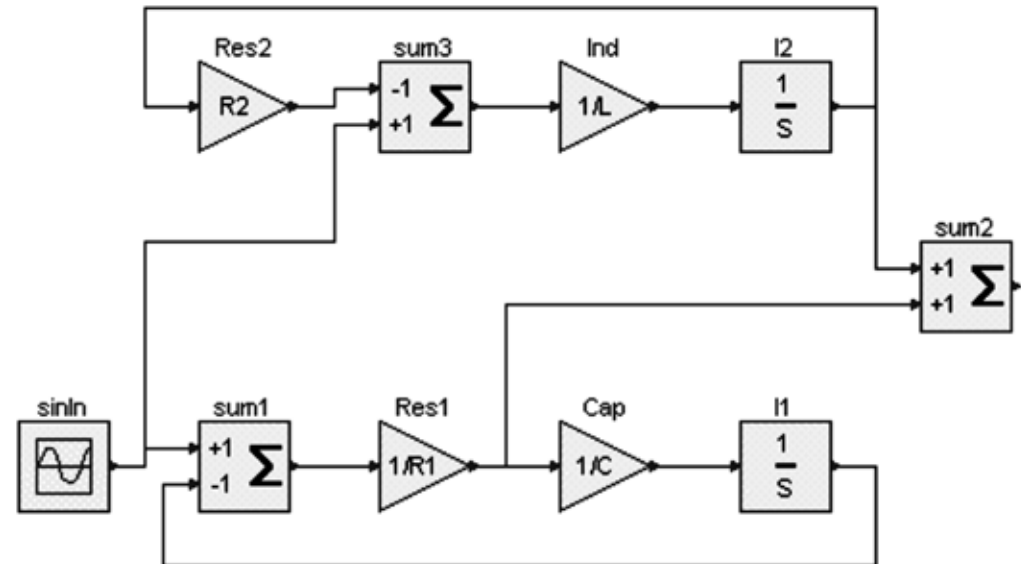 Res2
sum3
Ind
I2
R2
-1
+1
Σ
1/L
1
S
sum2
+1
+1
Σ
sinIn
sum1
Res1
Cap
I1
+1
-1
Σ
1/R1
1/C
1
S